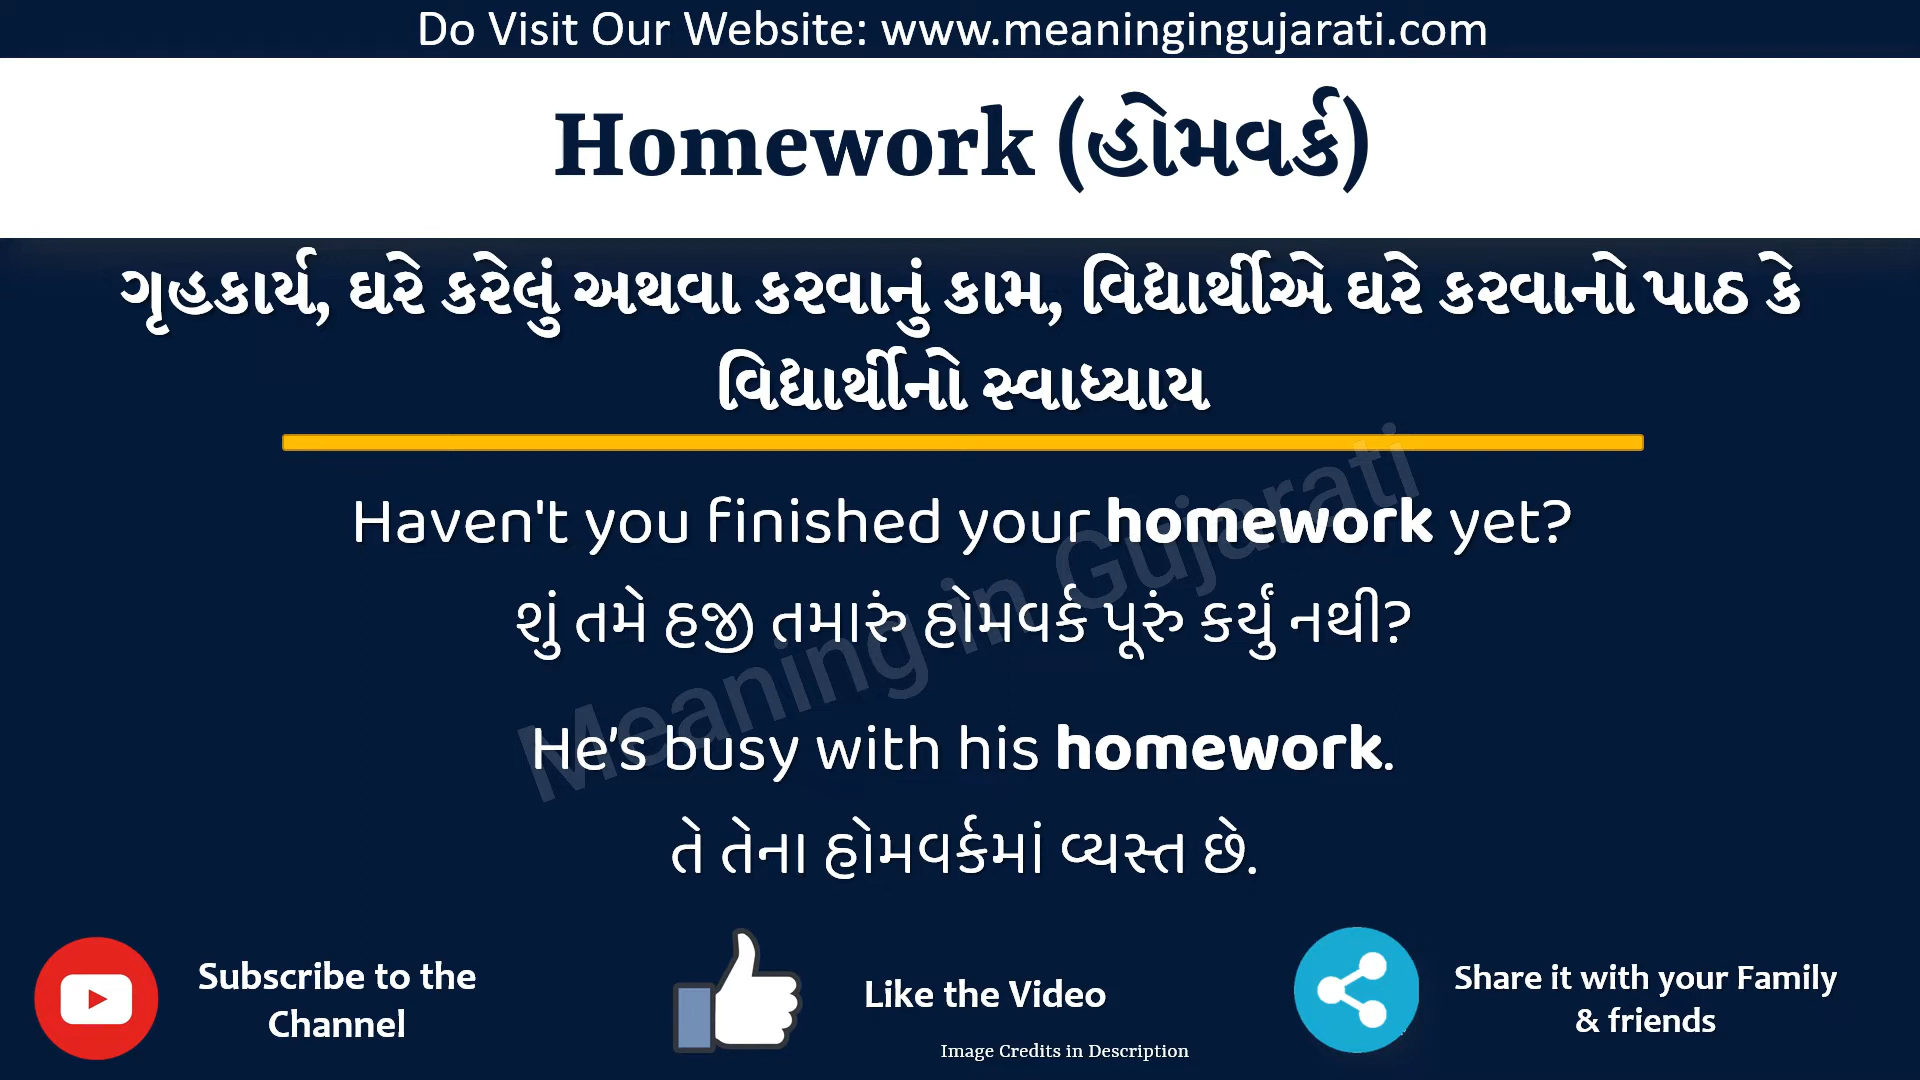 Do Visit Our Website: www.meaningingujarati.com
Homework (હોમવર્ક)
ગૃહકાર્ય, ઘરે કરેલું અથવા કરવાનું કામ, વિદ્યાર્થીએ ઘરે કરવાનો પાઠ કે
વિદ્યાર્થીનો સ્વાધ્યાય
Haven't you finished your homework yet?
શું તમે હજી તમારું હોમવર્ક પૂરું કર્યું નથી?
Meaning in Gujarati
He’s busy with his homework.
તે તેના હોમવર્કમાં વ્યસ્ત છે.
Subscribe to the
Channel
Like the Video
Share it with your Family
& friends
Image Credits in Description